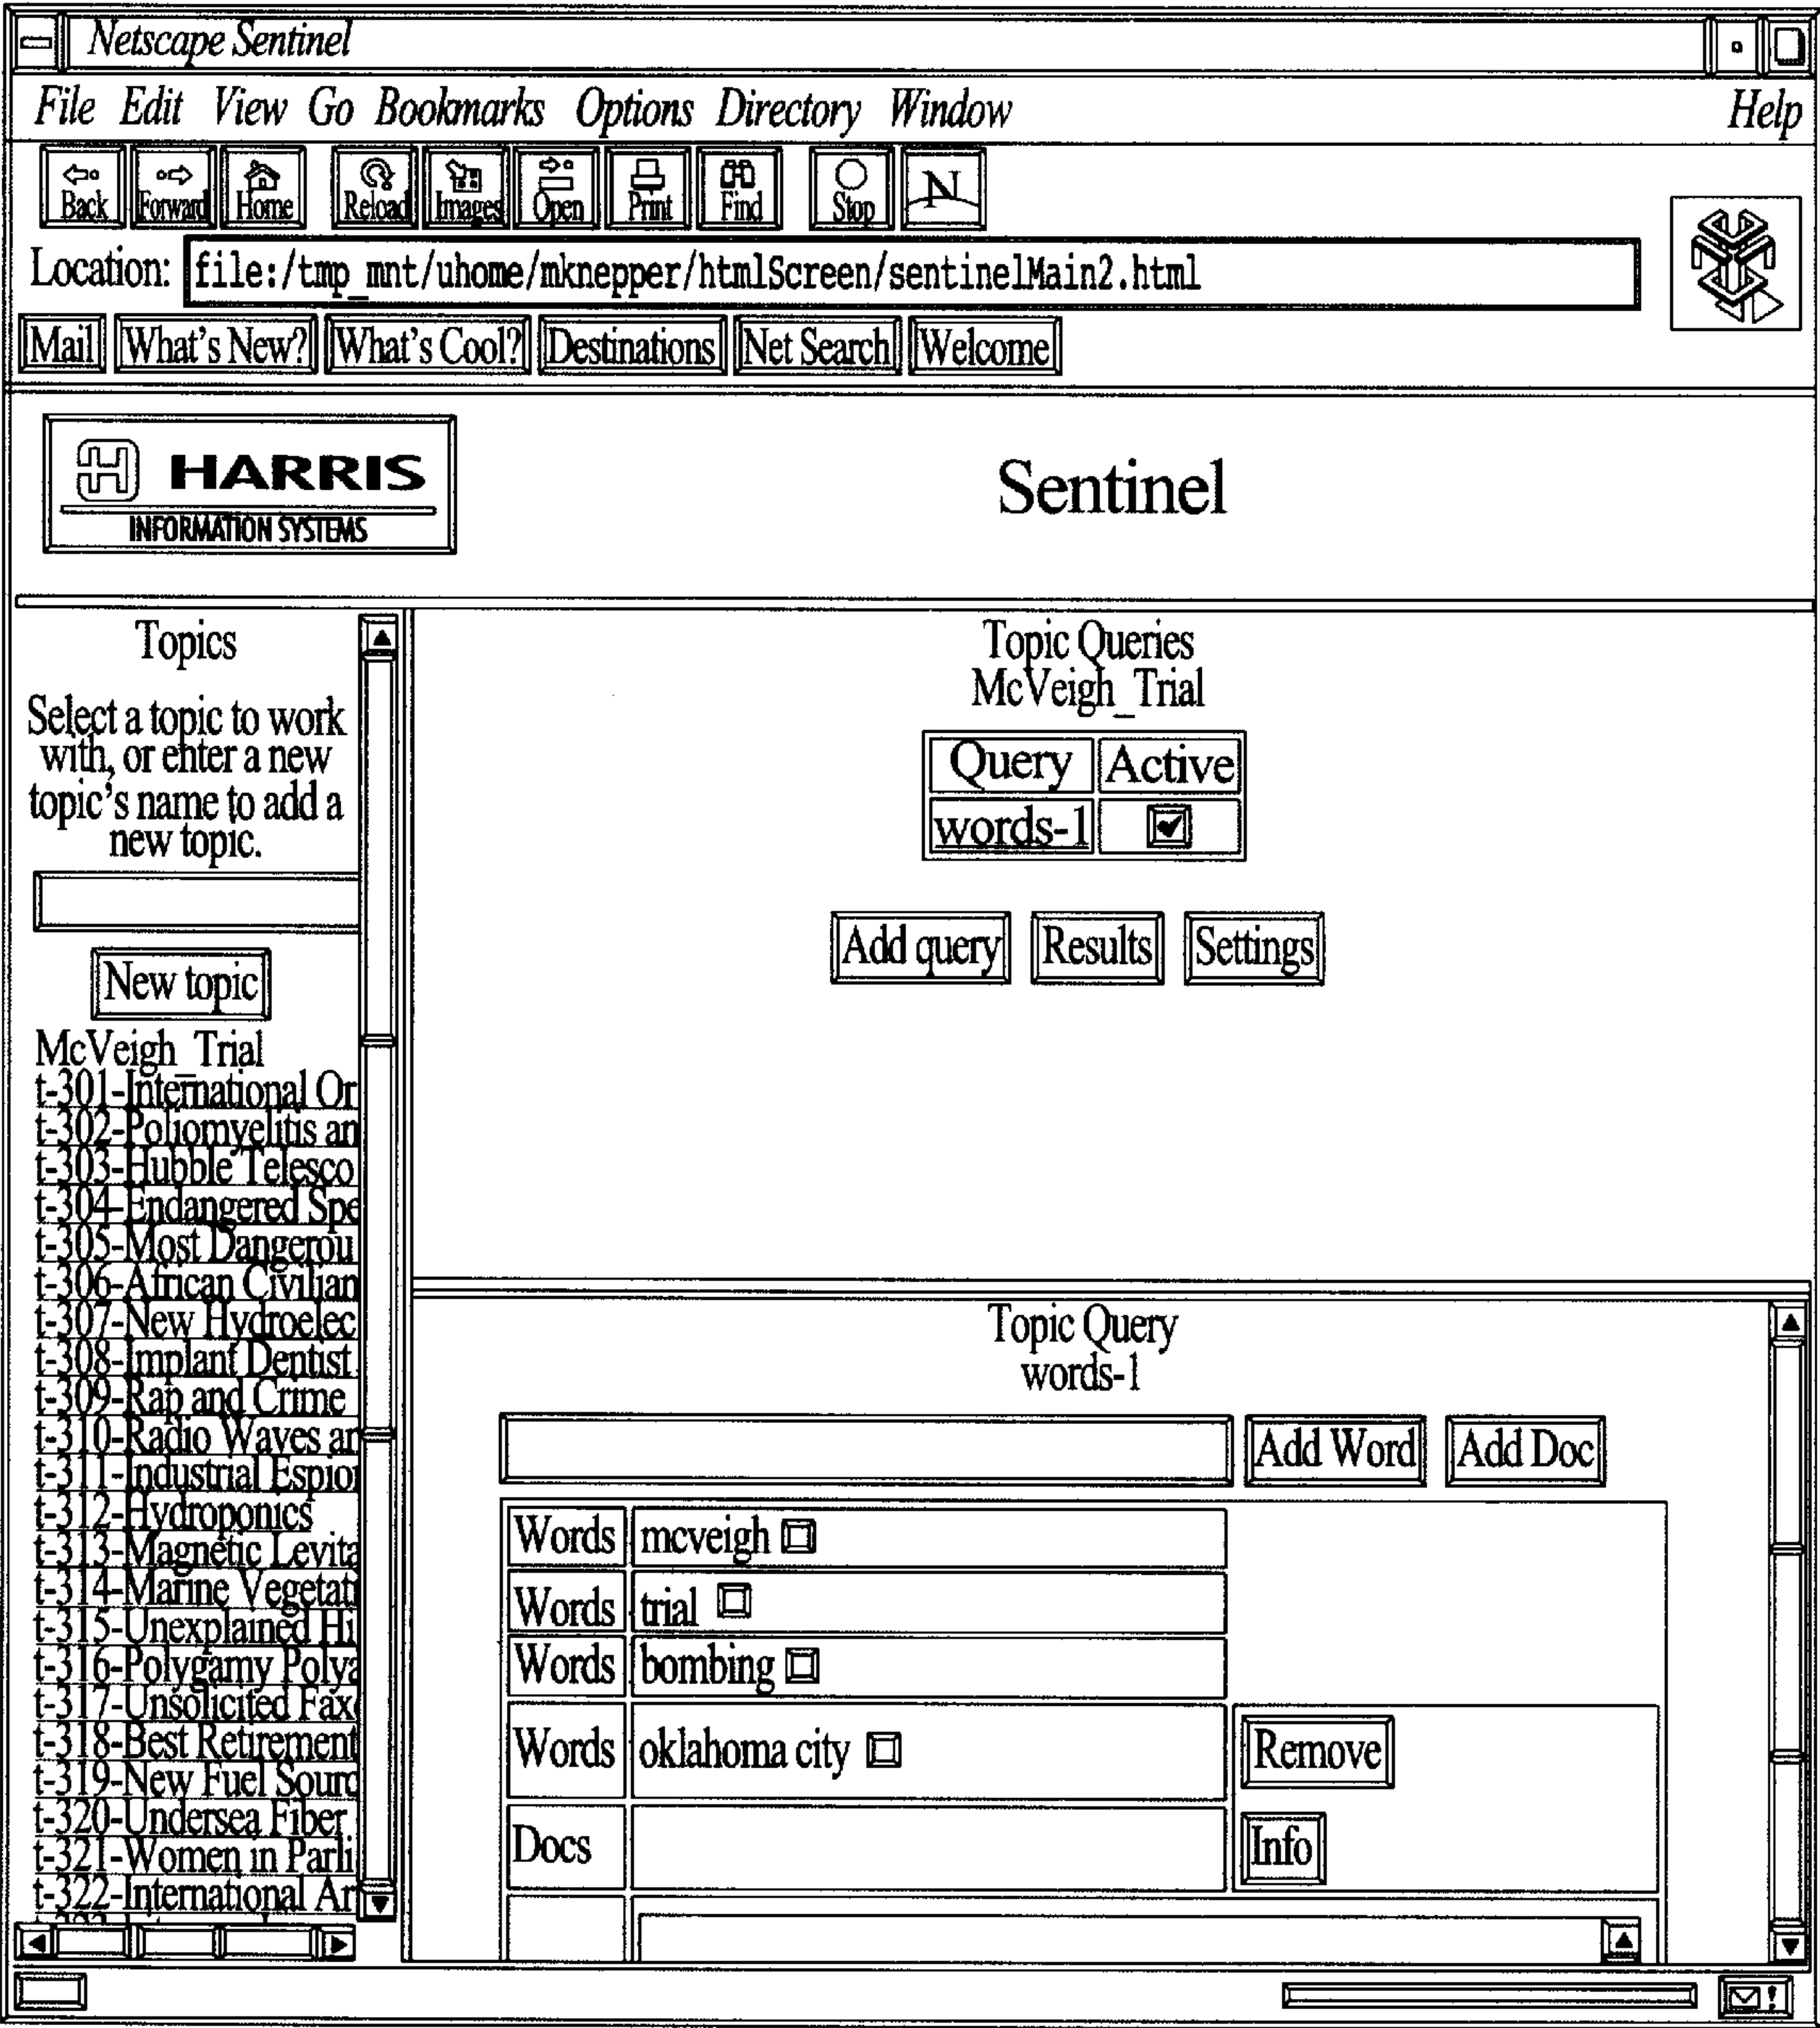 Netscape Sentinel
File Edit View Go Bookmarks Options Directory Window Help
Back Forward Home Reload Images Open Print Find Stop N
Location: file:/tmp_mnt/uhome/mknepper/htmlScreen/sentinelMain2.html
Mail What's New? What's Cool? Destinations Net Search Welcome
HARRIS
INFORMATION SYSTEMS
Sentinel
Topics
Select a topic to work
with, or enter a new
topic's name to add a
new topic.
New topic
McVeigh_Trial
t-301-International Or
t-302-Poliomyelitis an
t-303-Hubble Telesco
t-304-Endangered Spe
t-305-Most Dangerou
t-306-African Civilian
t-307-New Hydroelec
t-308-Implant Dentist
t-309-Rap and Crime
t-310-Radio Waves an
t-311-Industrial Espion
t-312-Hydroponics
t-313-Magnetic Levita
t-314-Marine Vegetati
t-315-Unexplained Hi
t-316-Polygamy Polya
t-317-Unsolicited Faxe
t-318-Best Retirement
t-319-New Fuel Sourc
t-320-Undersea Fiber
t-321-Women in Parli
t-322-International Ar
Topic Queries
McVeigh_Trial
Query Active
words-1
Add query Results Settings
Topic Query
words-1
Add Word Add Doc
Words mcveigh
Words trial
Words bombing
Words oklahoma city Remove
Docs Info